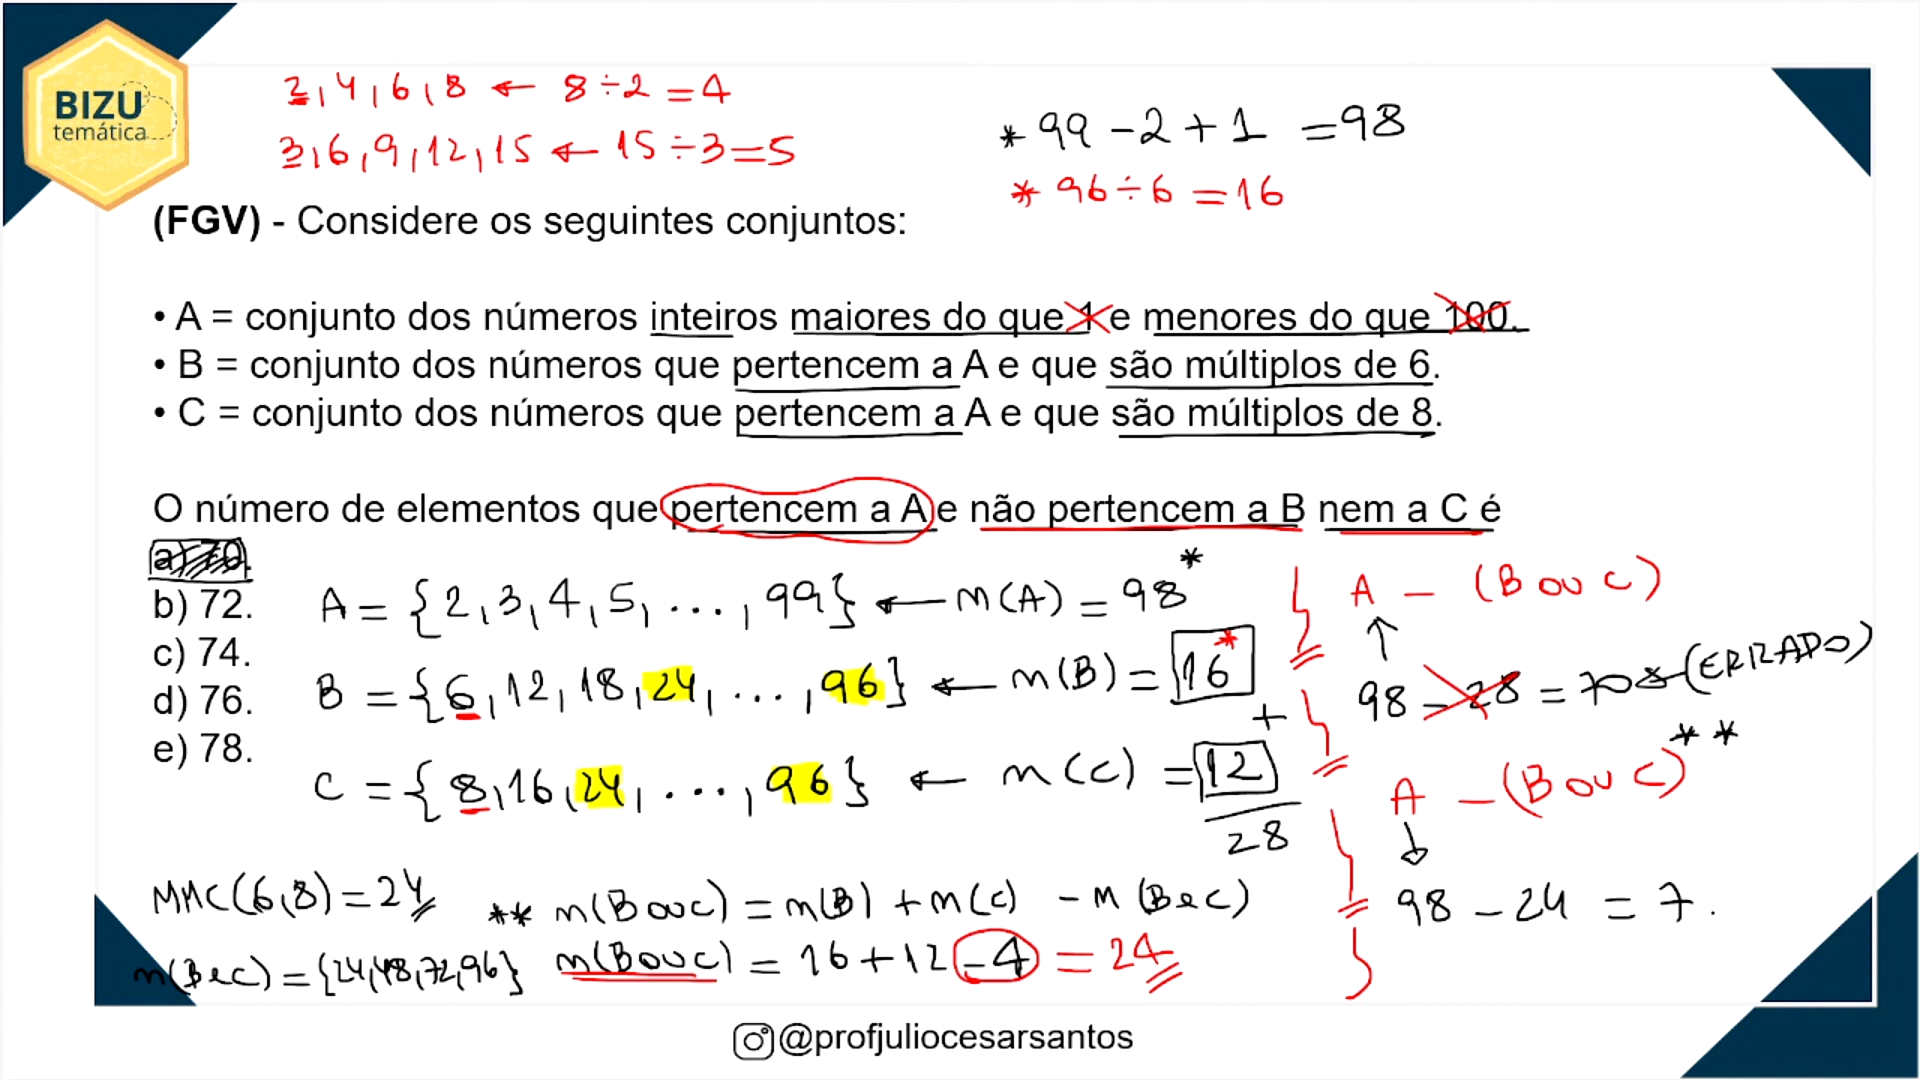 BIZU
temática
2,4,6,8 ← 8÷2=4
3,6,9,12,15 ← 15÷3=5
* 99-2+1 =98
* 96÷6 =16
(FGV) - Considere os seguintes conjuntos:
• A = conjunto dos números inteiros maiores do que 1 e menores do que 100.
• B = conjunto dos números que pertencem a A e que são múltiplos de 6.
• C = conjunto dos números que pertencem a A e que são múltiplos de 8.
O número de elementos que pertencem a A e não pertencem a B nem a C é
a) 70.
b) 72.
c) 74.
d) 76.
e) 78.
A = {2,3,4,5,...,99} ← n(A) = 98*
B = {6,12,18,24,...,96} ← n(B) = 16*
+
C = {8,16,24,...,96} ← n(C) = 12
28
A - (B ou C)
↑
98 - 28 = 70 (ERRADO)
A - (B ou C)**
↓
98 - 24 = 7.
MMC(6,8)=24
n(BeC)={24,48,72,96}
** n(BouC) = n(B) + n(C) - n(BeC)
n(BouC) = 16+12-4 = 24
@profjuliocesarsantos